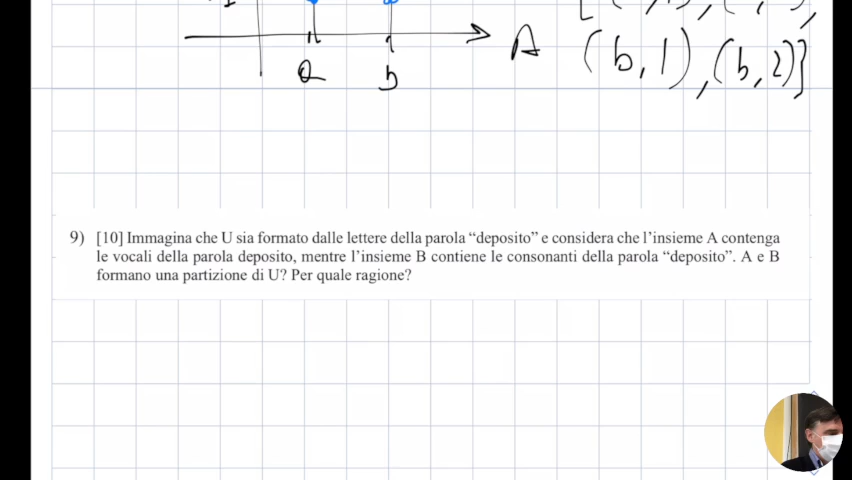 A
(b,1),(b,2)}
a b
9) [10] Immagina che U sia formato dalle lettere della parola “deposito” e considera che l’insieme A contenga
le vocali della parola deposito, mentre l’insieme B contiene le consonanti della parola “deposito”. A e B
formano una partizione di U? Per quale ragione?